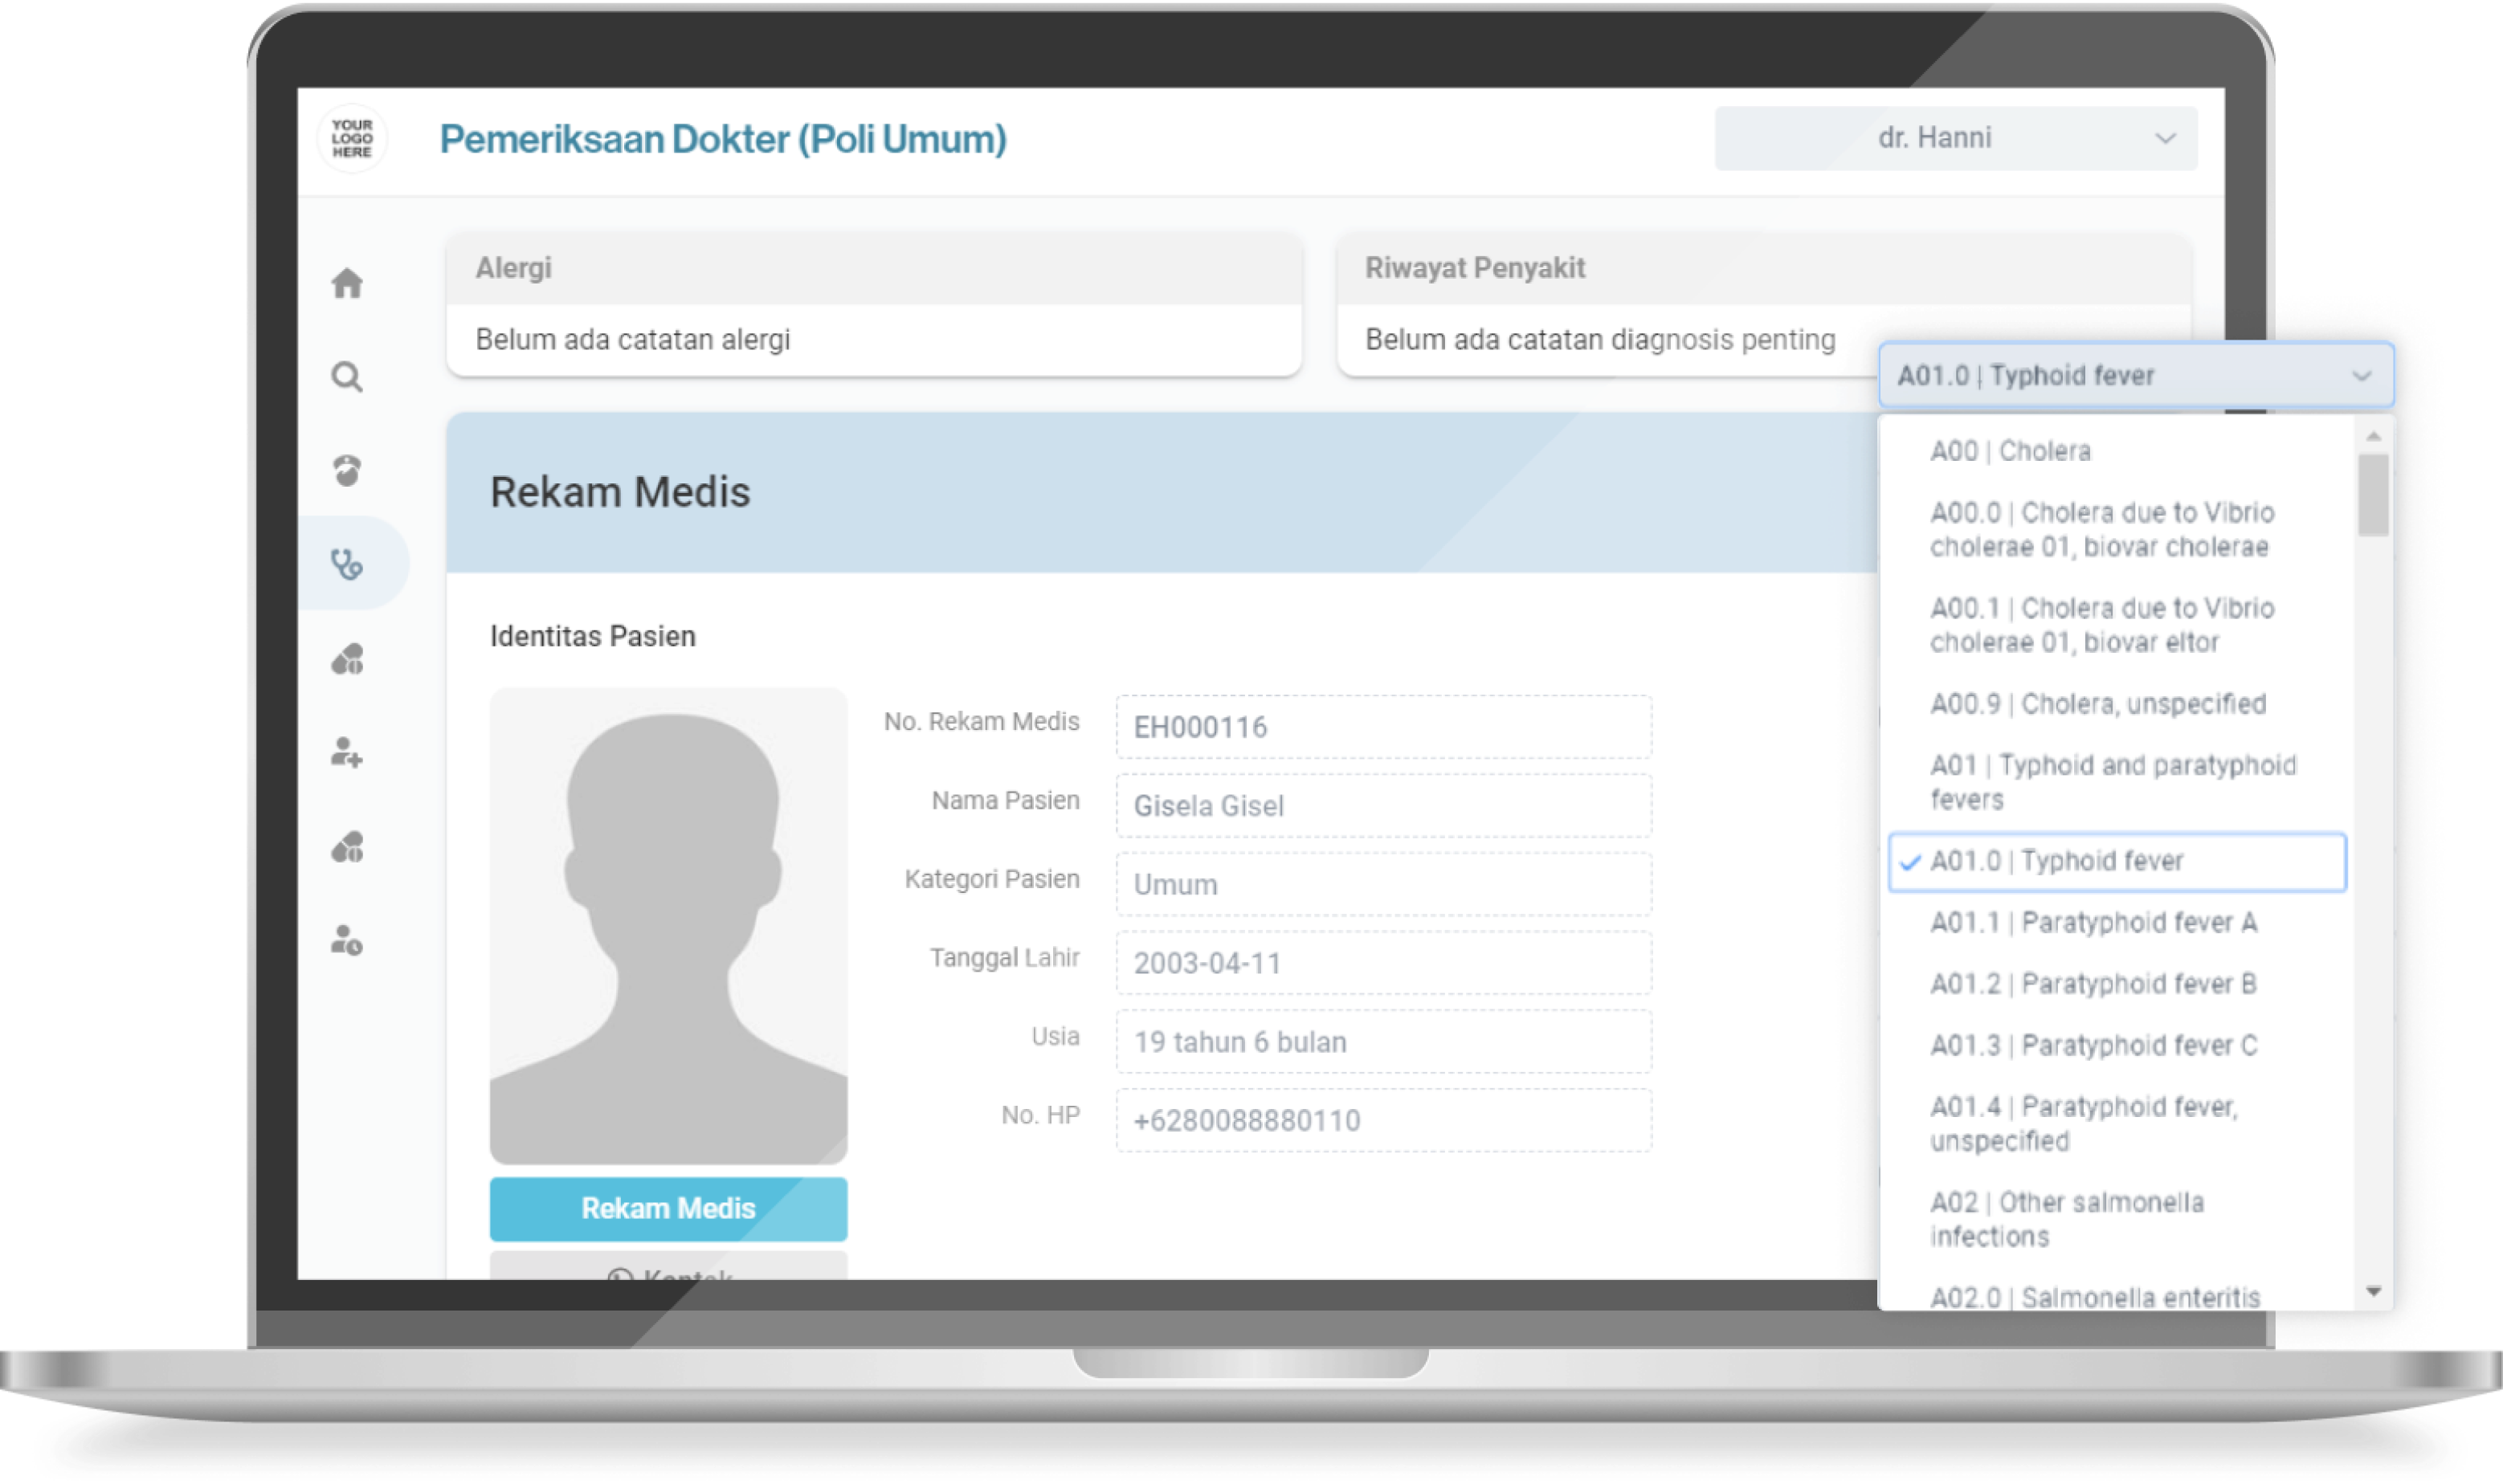 YOUR
LOGO
HERE
Pemeriksaan Dokter (Poli Umum)
dr. Hanni
Alergi
Belum ada catatan alergi
Riwayat Penyakit
Belum ada catatan diagnosis penting
Rekam Medis
Identitas Pasien
No. Rekam Medis
EH000116
Nama Pasien
Gisela Gisel
Kategori Pasien
Umum
Tanggal Lahir
2003-04-11
Usia
19 tahun 6 bulan
No. HP
+6280088880110
Rekam Medis
Kontak
A01.0 | Typhoid fever
A00 | Cholera
A00.0 | Cholera due to Vibrio
cholerae 01, biovar cholerae
A00.1 | Cholera due to Vibrio
cholerae 01, biovar eltor
A00.9 | Cholera, unspecified
A01 | Typhoid and paratyphoid
fevers
A01.0 | Typhoid fever
A01.1 | Paratyphoid fever A
A01.2 | Paratyphoid fever B
A01.3 | Paratyphoid fever C
A01.4 | Paratyphoid fever,
unspecified
A02 | Other salmonella
infections
A02.0 | Salmonella enteritis